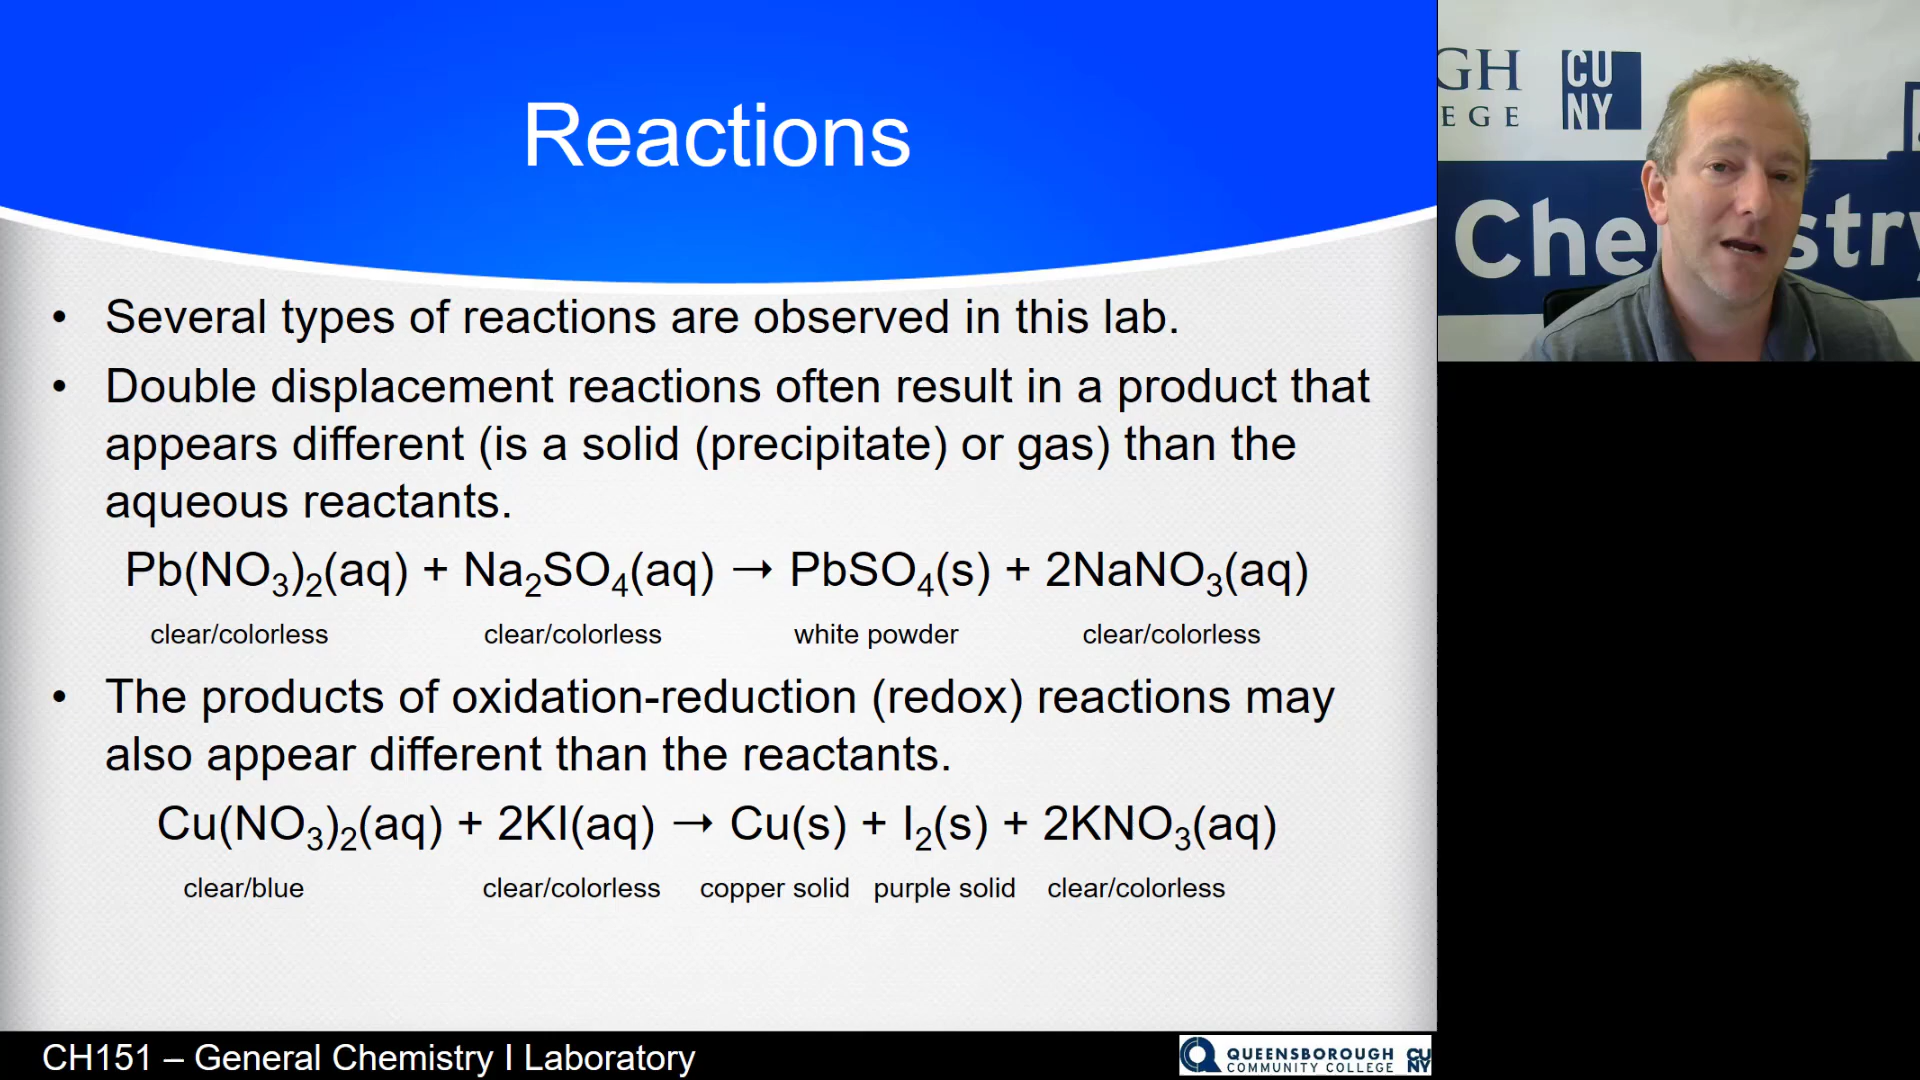 Reactions
• Several types of reactions are observed in this lab.
• Double displacement reactions often result in a product that
appears different (is a solid (precipitate) or gas) than the
aqueous reactants.
Pb(NO₃)₂(aq) + Na₂SO₄(aq) → PbSO₄(s) + 2NaNO₃(aq)
clear/colorless clear/colorless white powder clear/colorless
• The products of oxidation-reduction (redox) reactions may
also appear different than the reactants.
Cu(NO₃)₂(aq) + 2KI(aq) → Cu(s) + I₂(s) + 2KNO₃(aq)
clear/blue clear/colorless copper solid purple solid clear/colorless
CH151 – General Chemistry I Laboratory
QUEENSBOROUGH
COMMUNITY COLLEGE
CU
NY
GH
EGE
CU
NY
Che stry